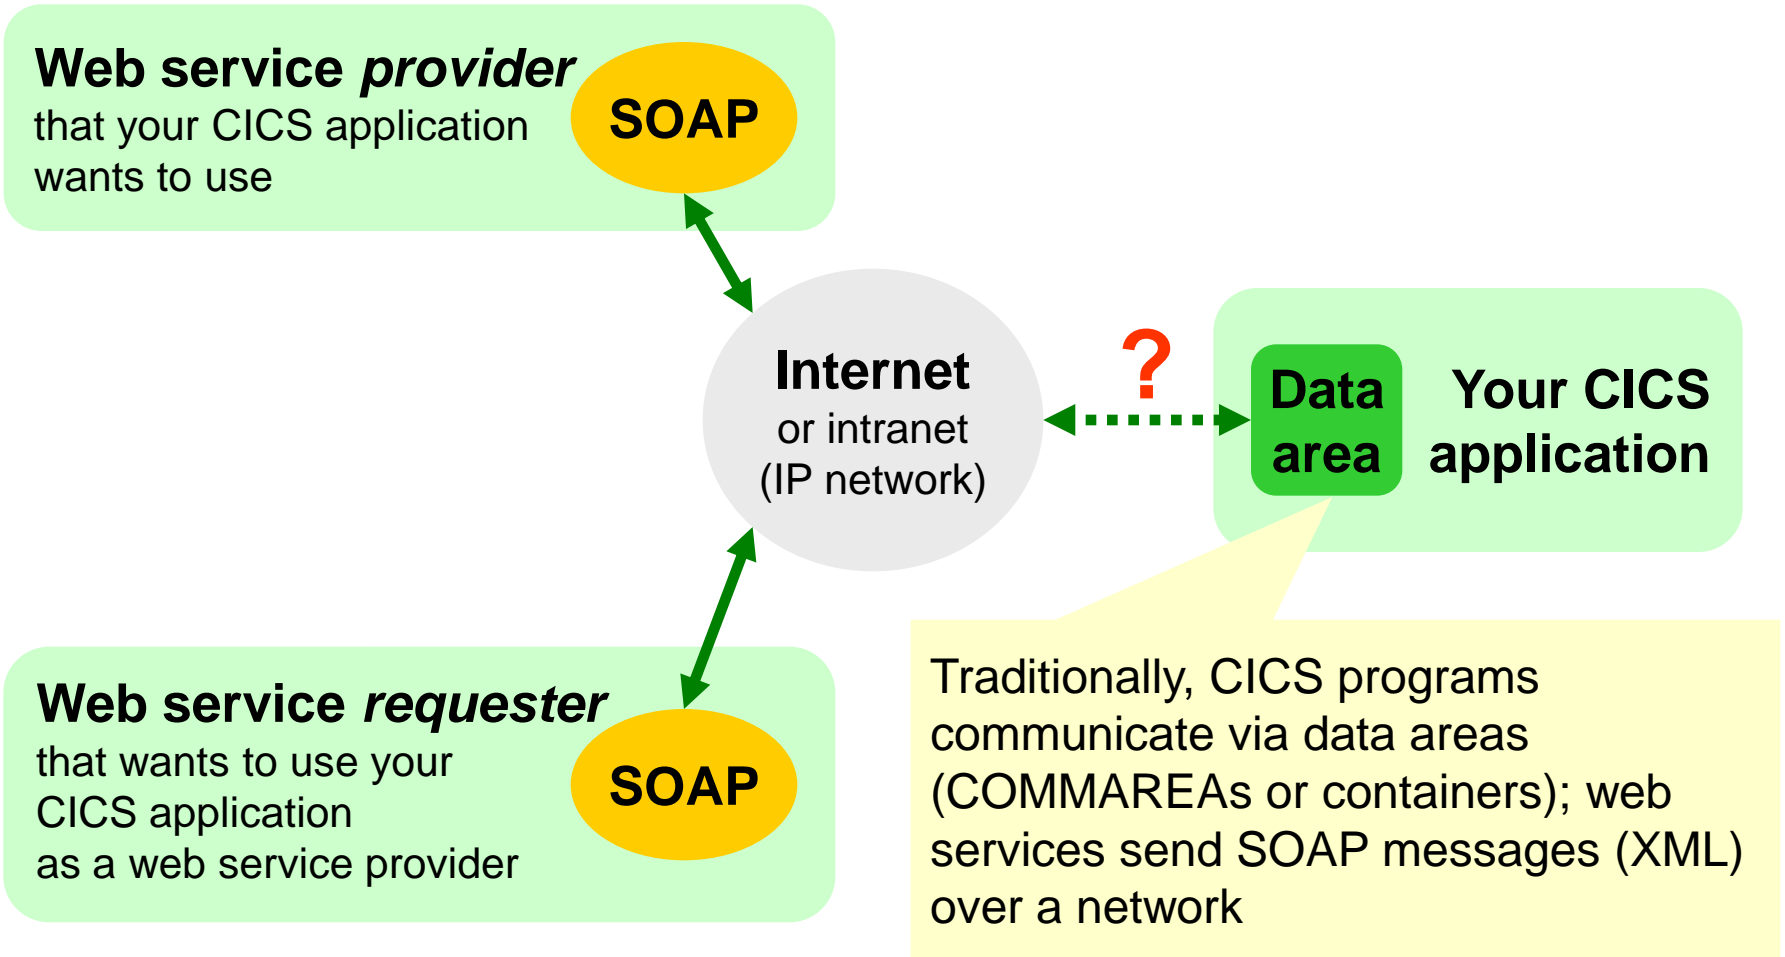 Web service provider
that your CICS application
wants to use
SOAP
Internet
or intranet
(IP network)
?
Data
area
Your CICS
application
Web service requester
that wants to use your
CICS application
as a web service provider
SOAP
Traditionally, CICS programs
communicate via data areas
(COMMAREAs or containers); web
services send SOAP messages (XML)
over a network